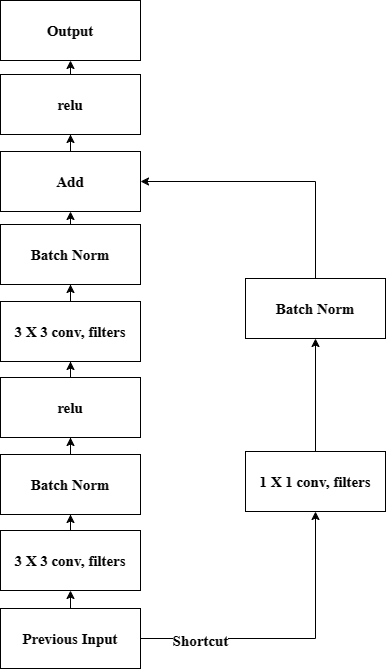 Output
relu
Add
Batch Norm
3 X 3 conv, filters
relu
Batch Norm
3 X 3 conv, filters
Previous Input
Shortcut
1 X 1 conv, filters
Batch Norm